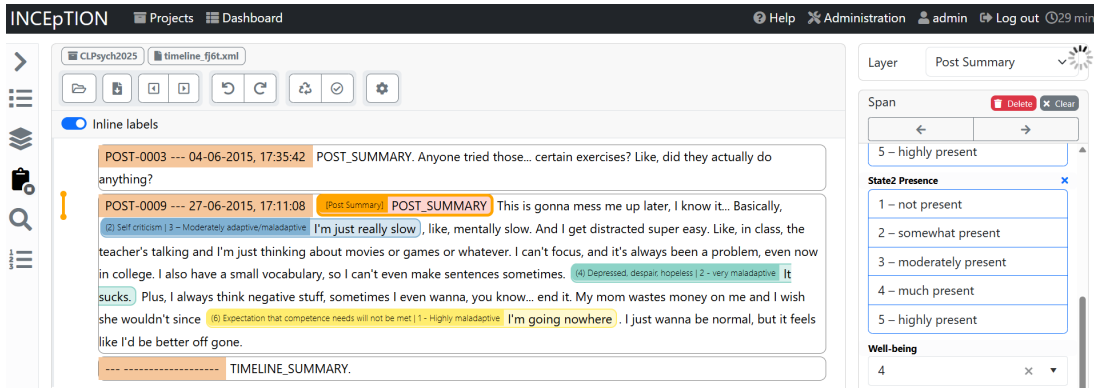 INCEpTION Projects Dashboard Help Administration admin Log out 29 min
CLPsych2025 timeline_fj6t.xml
Layer Post Summary
Span Delete Clear
Inline labels
5 – highly present
State2 Presence
1 – not present
2 – somewhat present
3 – moderately present
4 – much present
5 – highly present
Well-being
4
POST-0003 --- 04-06-2015, 17:35:42 POST_SUMMARY. Anyone tried those... certain exercises? Like, did they actually do
anything?
POST-0009 --- 27-06-2015, 17:11:08 [Post Summary] POST_SUMMARY This is gonna mess me up later, I know it... Basically,
(2) Self criticism | 3 – Moderately adaptive/maladaptive I'm just really slow , like, mentally slow. And I get distracted super easy. Like, in class, the
teacher's talking and I'm just thinking about movies or games or whatever. I can't focus, and it's always been a problem, even now
in college. I also have a small vocabulary, so I can't even make sentences sometimes. (4) Depressed, despair, hopeless | 2 - very maladaptive It
sucks. Plus, I always think negative stuff, sometimes I even wanna, you know... end it. My mom wastes money on me and I wish
she wouldn't since (6) Expectation that competence needs will not be met | 1 - Highly maladaptive I'm going nowhere . I just wanna be normal, but it feels
like I'd be better off gone.
--- -------------------- TIMELINE_SUMMARY.